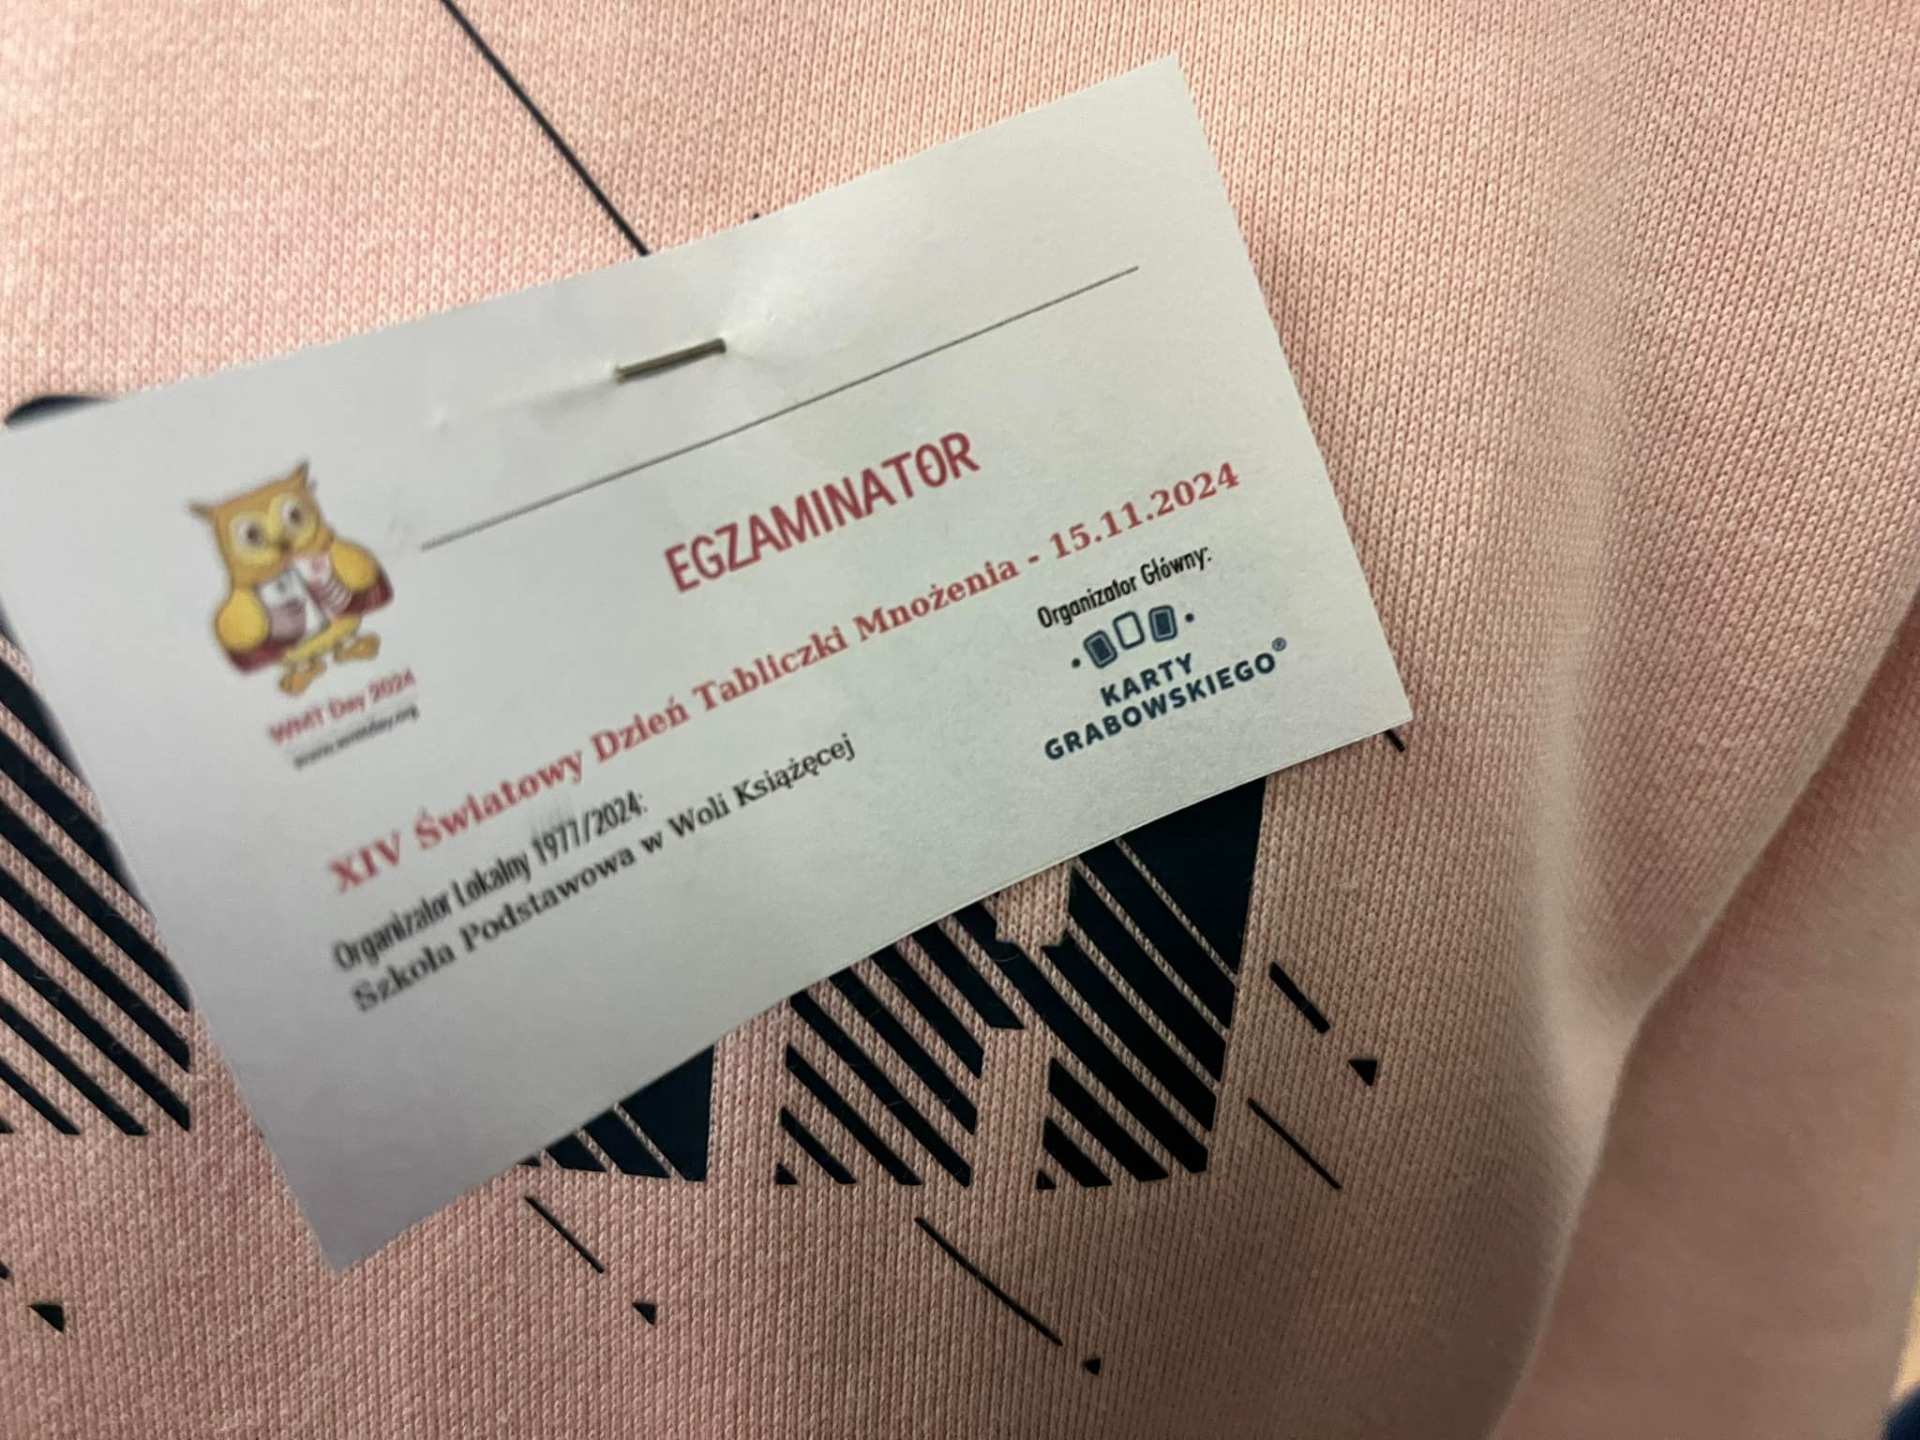 EGZAMINATOR
XIV Światowy Dzień Tabliczki Mnożenia - 15.11.2024
Organizator Lokalny 1977/2024:
Szkoła Podstawowa w Woli Książęcej
Organizator Główny:
KARTY
GRABOWSKIEGO®
WMT Day 2024